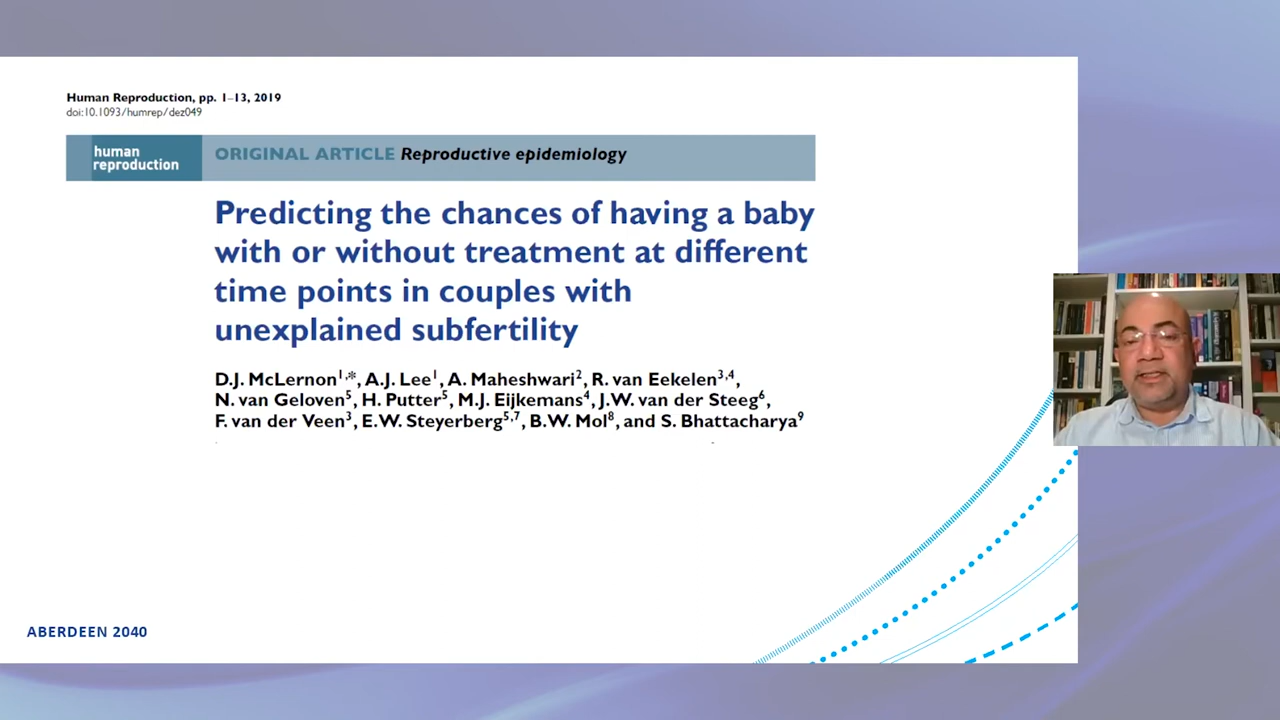 Human Reproduction, pp. 1–13, 2019
doi:10.1093/humrep/dez049
human
reproduction
ORIGINAL ARTICLE Reproductive epidemiology
Predicting the chances of having a baby
with or without treatment at different
time points in couples with
unexplained subfertility
D.J. McLernon1,*, A.J. Lee1, A. Maheshwari2, R. van Eekelen3,4,
N. van Geloven5, H. Putter5, M.J. Eijkemans4, J.W. van der Steeg6,
F. van der Veen3, E.W. Steyerberg5,7, B.W. Mol8, and S. Bhattacharya9
ABERDEEN 2040